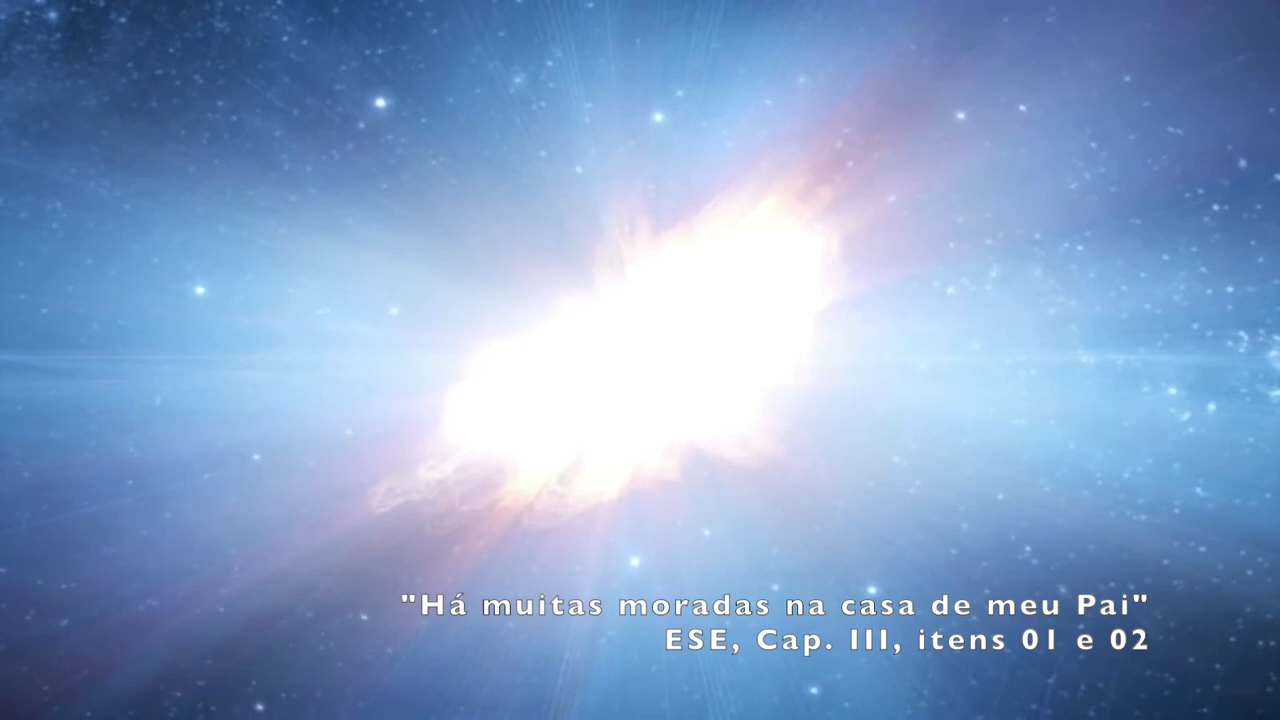 "Há muitas moradas na casa de meu Pai"
ESE, Cap. III, itens 01 e 02